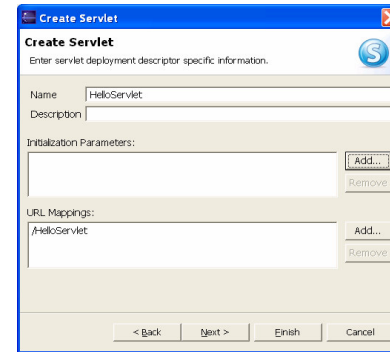 Create Servlet
Create Servlet
Enter servlet deployment descriptor specific information.
S
Name HelloServlet
Description
Initialization Parameters:
Add...
Remove
URL Mappings:
/HelloServlet
Add...
Remove
< Back Next > Finish Cancel